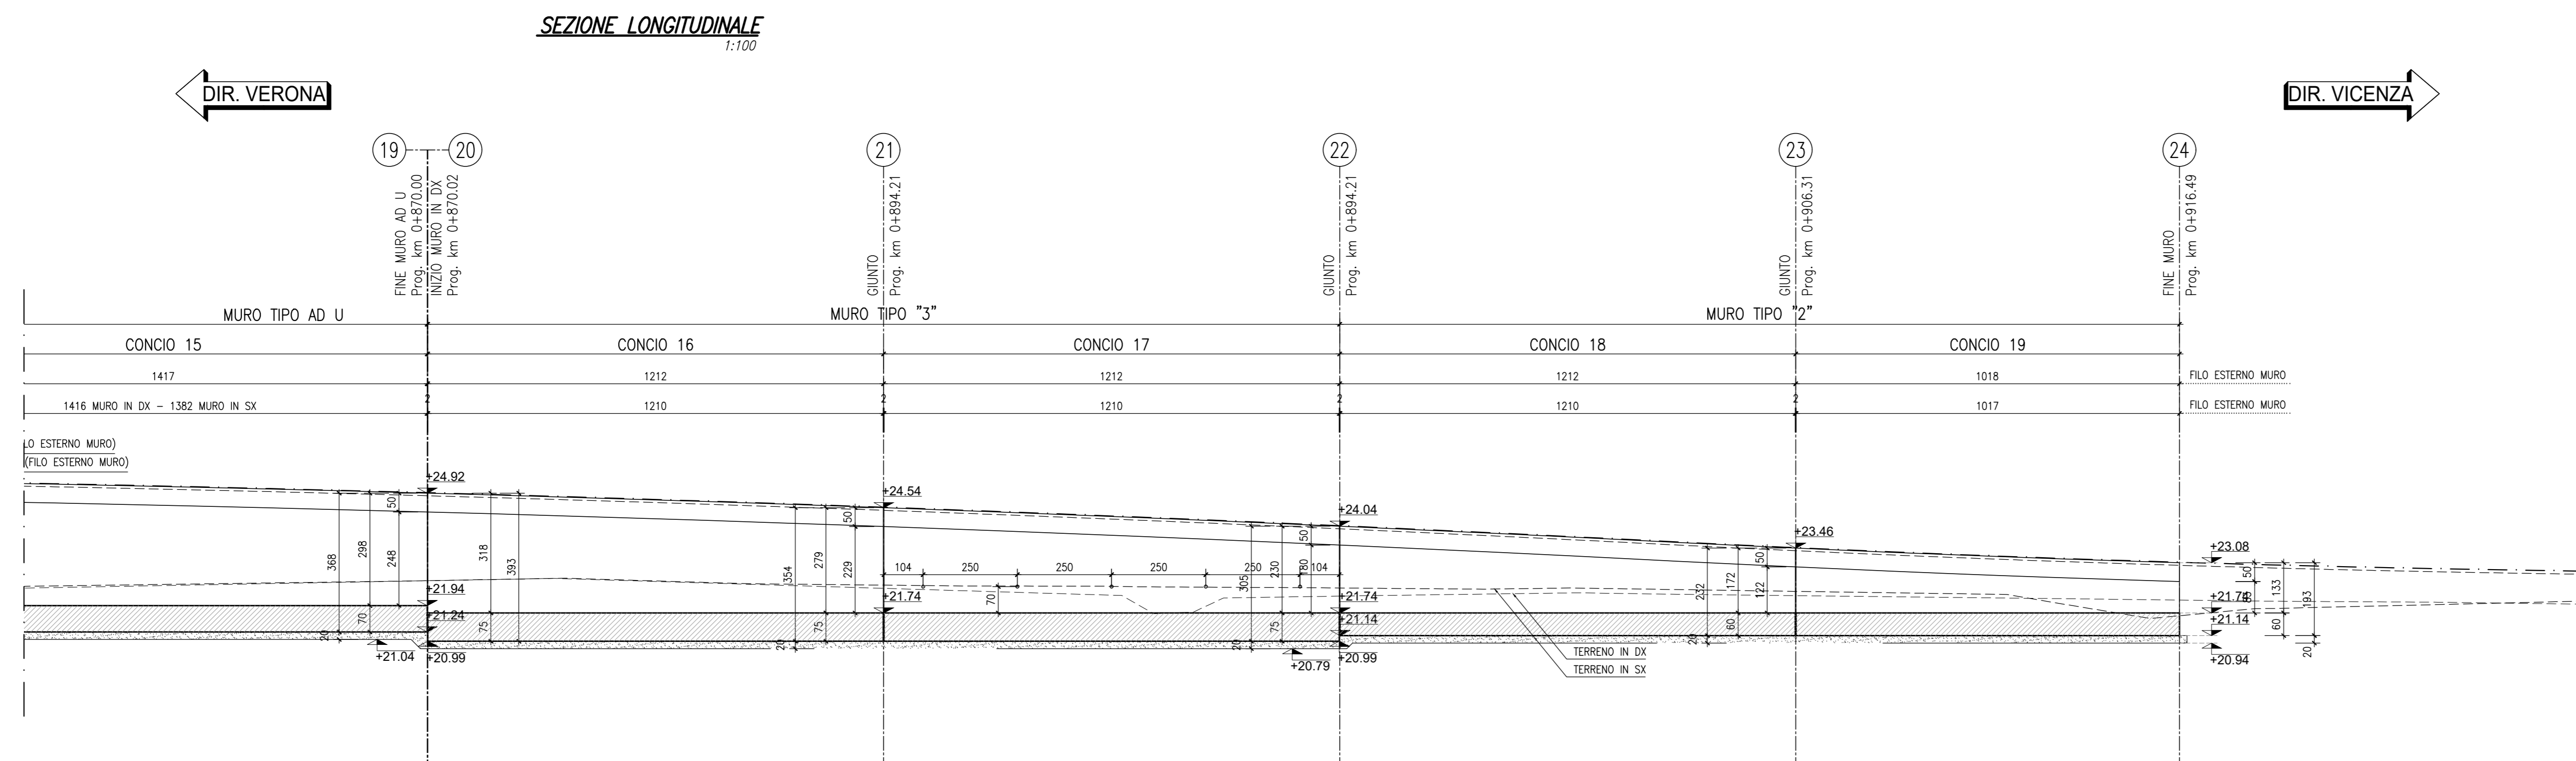 SEZIONE LONGITUDINALE
1:100
DIR. VERONA
DIR. VICENZA
19
20
21
22
23
24
FINE MURO AD U
Prog. km 0+870.00
INIZIO MURO IN DX
Prog. km 0+870.02
GIUNTO
Prog. km 0+894.21
GIUNTO
Prog. km 0+894.21
GIUNTO
Prog. km 0+906.31
FINE MURO
Prog. km 0+916.49
MURO TIPO AD U
MURO TIPO "3"
MURO TIPO "2"
CONCIO 15
CONCIO 16
CONCIO 17
CONCIO 18
CONCIO 19
1417
1212
1212
1212
1018
FILO ESTERNO MURO
2
2
2
2
1416 MURO IN DX - 1382 MURO IN SX
1210
1210
1210
1017
FILO ESTERNO MURO
LO ESTERNO MURO)
(FILO ESTERNO MURO)
+24.92
+24.54
+24.04
+23.46
+23.08
368
298
50
248
318
393
354
279
50
229
104
250
250
250
250
104
70
305
230
50
180
232
172
50
122
50
133
193
+21.94
+21.24
+21.74
+21.74
+21.14
+21.74
+21.14
20
70
75
20
75
20
75
20
60
60
20
+21.04
+20.99
+20.79
+20.99
+20.94
TERRENO IN DX
TERRENO IN SX